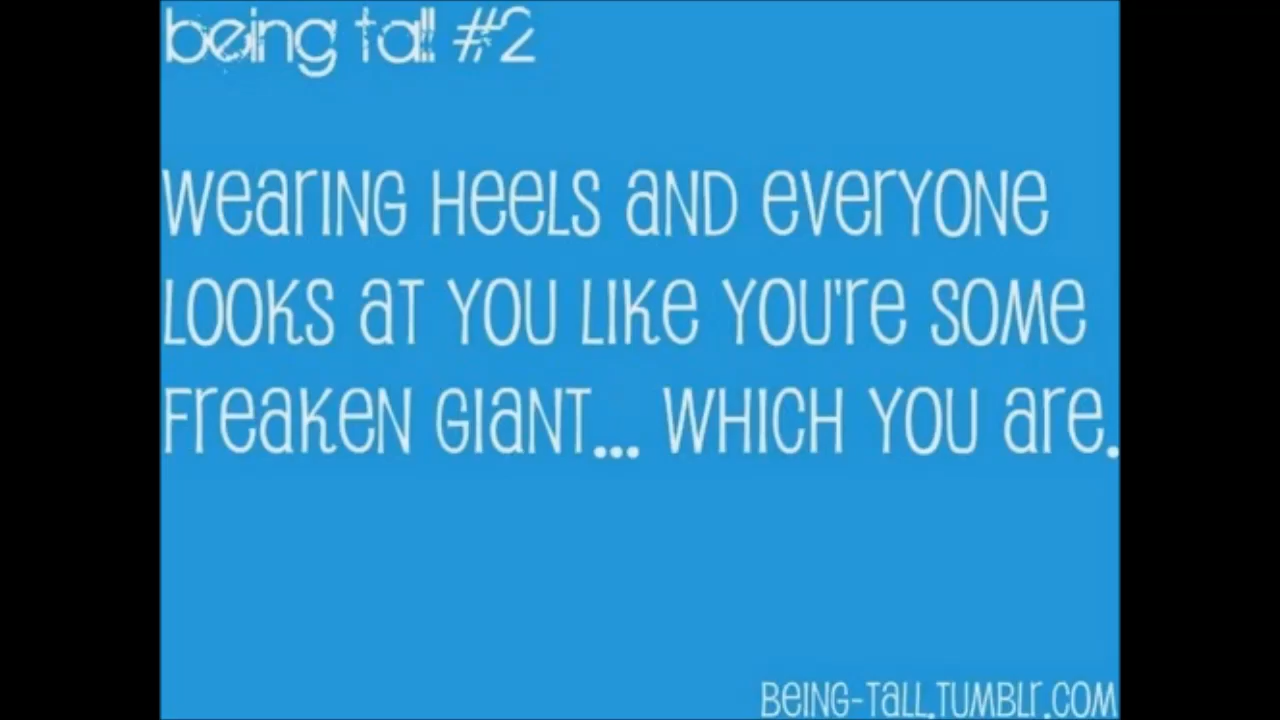 being tall #2
Wearing Heels and everyone
Looks at you Like you're some
Freaken Giant... which you are.
Being-tall.tumblr.com